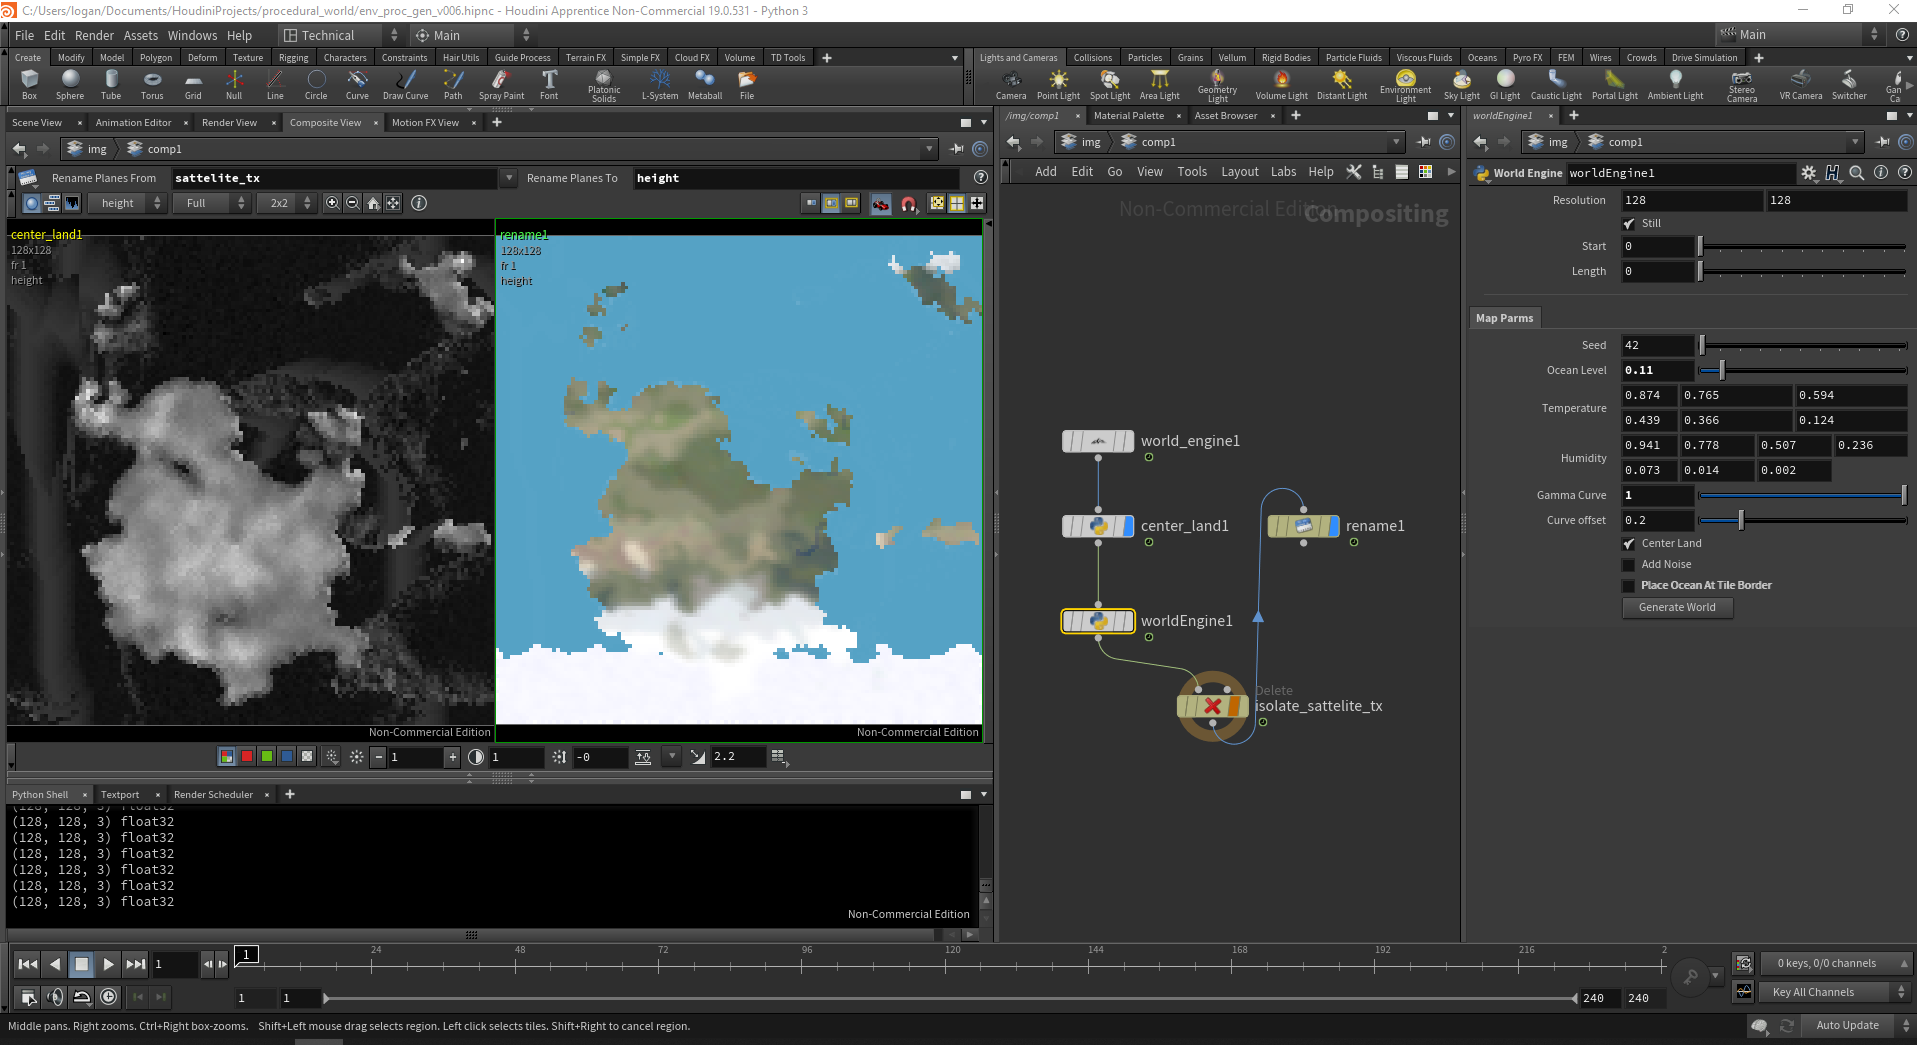 C:/Users/logan/Documents/HoudiniProjects/procedural_world/env_proc_gen_v006.hipnc - Houdini Apprentice Non-Commercial 19.0.531 - Python 3
File Edit Render Assets Windows Help Technical Main Main
Create Modify Model Polygon Deform Texture Rigging Characters Constraints Hair Utils Guide Process Terrain FX Simple FX Cloud FX Volume TD Tools
Lights and Cameras Collisions Particles Grains Vellum Rigid Bodies Particle Fluids Viscous Fluids Oceans Pyro FX FEM Wires Crowds Drive Simulation
Box Sphere Tube Torus Grid Null Line Circle Curve Draw Curve Path Spray Paint Font Platonic Solids L-System Metaball File
Camera Point Light Spot Light Area Light Geometry Light Volume Light Distant Light Environment Light Sky Light GI Light Caustic Light Portal Light Ambient Light Stereo Camera VR Camera Switcher Gan Ca
Scene View Animation Editor Render View Composite View Motion FX View
img comp1
Rename Planes From sattelite_tx Rename Planes To height
height Full 2x2
center_land1
128x128
fr 1
height
Non-Commercial Edition
rename1
128x128
fr 1
height
Non-Commercial Edition
1 1 -0 2.2
Python Shell Textport Render Scheduler
(128, 128, 3) float32
(128, 128, 3) float32
(128, 128, 3) float32
(128, 128, 3) float32
(128, 128, 3) float32
(128, 128, 3) float32
(128, 128, 3) float32
Non-Commercial Edition
/img/comp1 Material Palette Asset Browser
img comp1
Add Edit Go View Tools Layout Labs Help
Non-Commercial Edition
Compositing
world_engine1
center_land1
rename1
worldEngine1
Delete
isolate_sattelite_tx
worldEngine1
img comp1
World Engine worldEngine1
Resolution 128 128
Still
Start 0
Length 0
Map Parms
Seed 42
Ocean Level 0.11
Temperature
0.874 0.765 0.594
0.439 0.366 0.124
Humidity
0.941 0.778 0.507 0.236
0.073 0.014 0.002
Gamma Curve 1
Curve offset 0.2
Center Land
Add Noise
Place Ocean At Tile Border
Generate World
1 1 24 48 72 96 120 144 168 192 216 2
0 keys, 0/0 channels
1 1 240 240
Key All Channels
Middle pans. Right zooms. Ctrl+Right box-zooms. Shift+Left mouse drag selects region. Left click selects tiles. Shift+Right to cancel region.
Auto Update